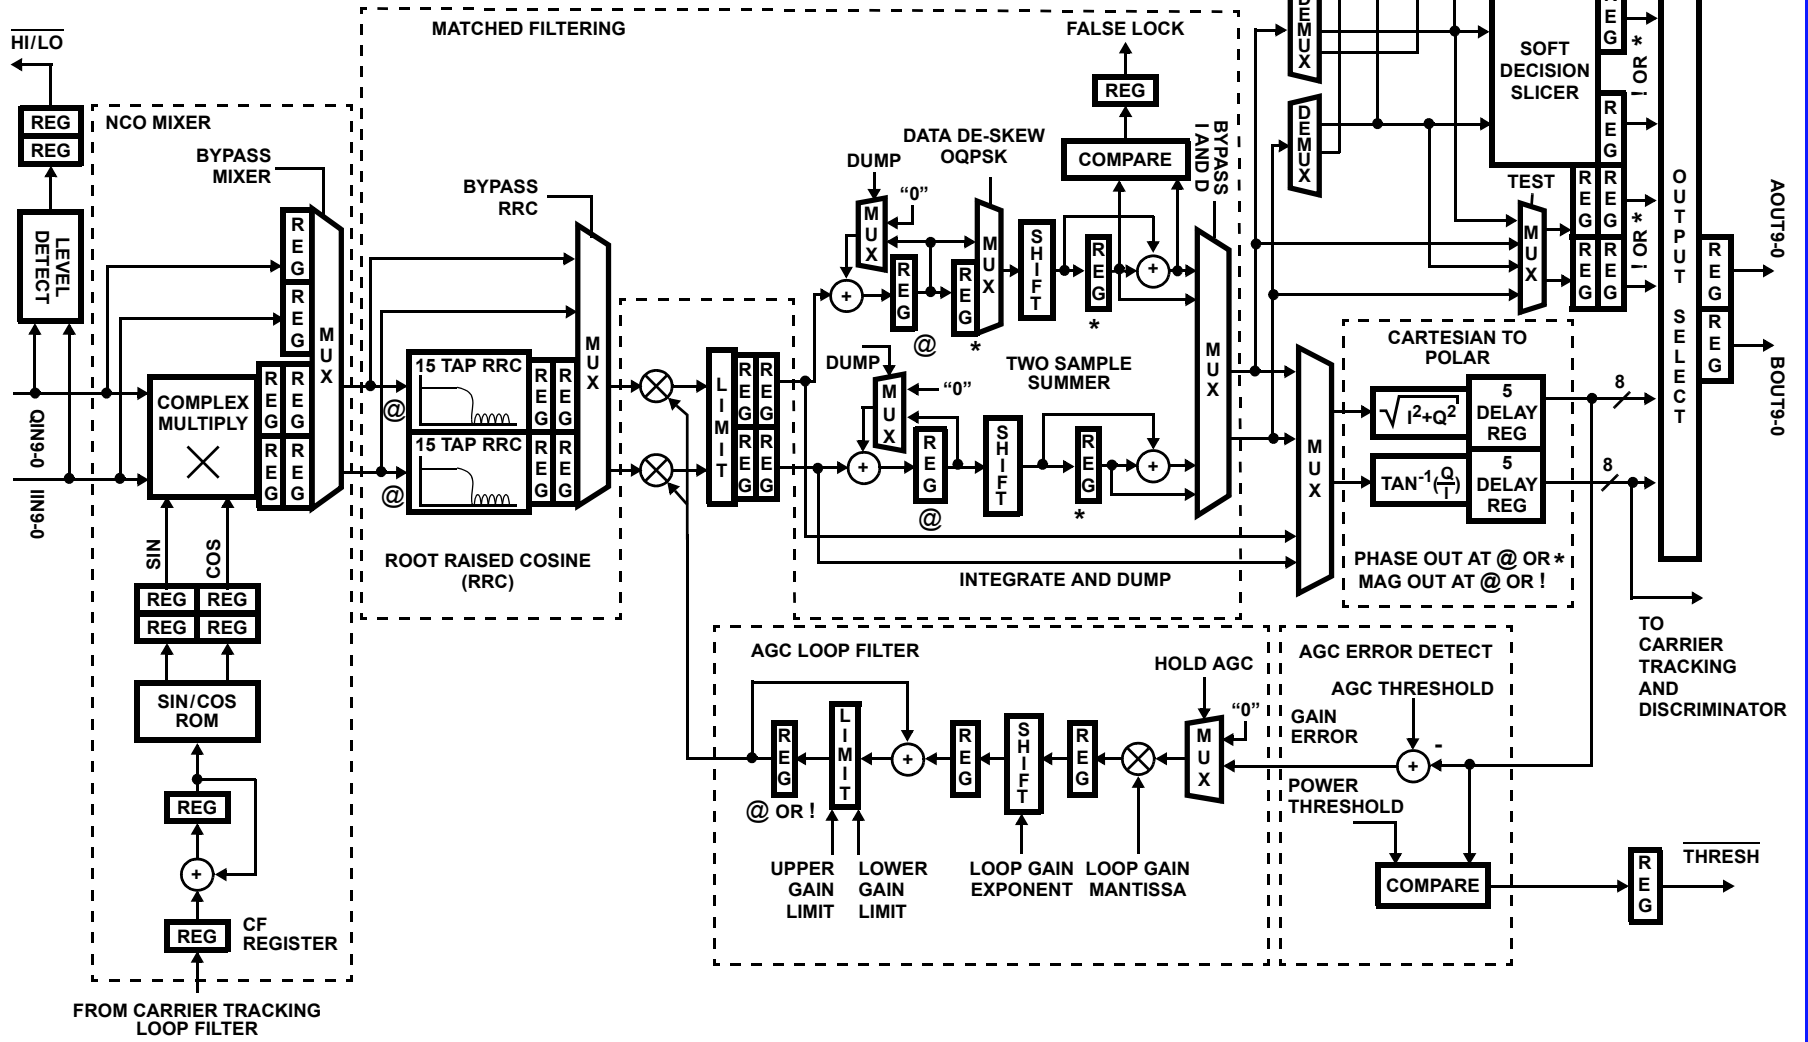 HI/LO
REG
REG
LEVEL
DETECT
QIN9-0
IIN9-0
NCO MIXER
BYPASS
MIXER
REG
REG
MUX
COMPLEX
MULTIPLY
REG
REG
REG
REG
SIN
COS
REG
REG
REG
REG
SIN/COS
ROM
REG
+
REG
CF
REGISTER
FROM CARRIER TRACKING
LOOP FILTER
MATCHED FILTERING
BYPASS
RRC
@
15 TAP RRC
REG
REG
@
15 TAP RRC
REG
REG
MUX
ROOT RAISED COSINE
(RRC)
LIMIT
REG
REG
REG
REG
DUMP
"0"
MUX
+
REG
@
REG
*
DATA DE-SKEW
OQPSK
MUX
SHIFT
REG
*
+
FALSE LOCK
REG
COMPARE
BYPASS
I AND D
TWO SAMPLE
SUMMER
DUMP
"0"
MUX
+
REG
@
SHIFT
REG
*
+
MUX
INTEGRATE AND DUMP
DEMUX
DEMUX
SOFT
DECISION
SLICER
REG
REG
! OR *
TEST
MUX
REG
REG
REG
REG
! OR *
OUTPUT SELECT
REG
REG
AOUT9-0
BOUT9-0
MUX
CARTESIAN TO
POLAR
√I²+Q²
5
DELAY
REG
8
TAN⁻¹(Q/I)
5
DELAY
REG
8
PHASE OUT AT @ OR *
MAG OUT AT @ OR !
TO
CARRIER
TRACKING
AND
DISCRIMINATOR
AGC LOOP FILTER
HOLD AGC
"0"
MUX
REG
SHIFT
REG
+
LIMIT
REG
@ OR !
UPPER
GAIN
LIMIT
LOWER
GAIN
LIMIT
LOOP GAIN
EXPONENT
LOOP GAIN
MANTISSA
AGC ERROR DETECT
AGC THRESHOLD
GAIN
ERROR
-
+
POWER
THRESHOLD
COMPARE
REG
THRESH